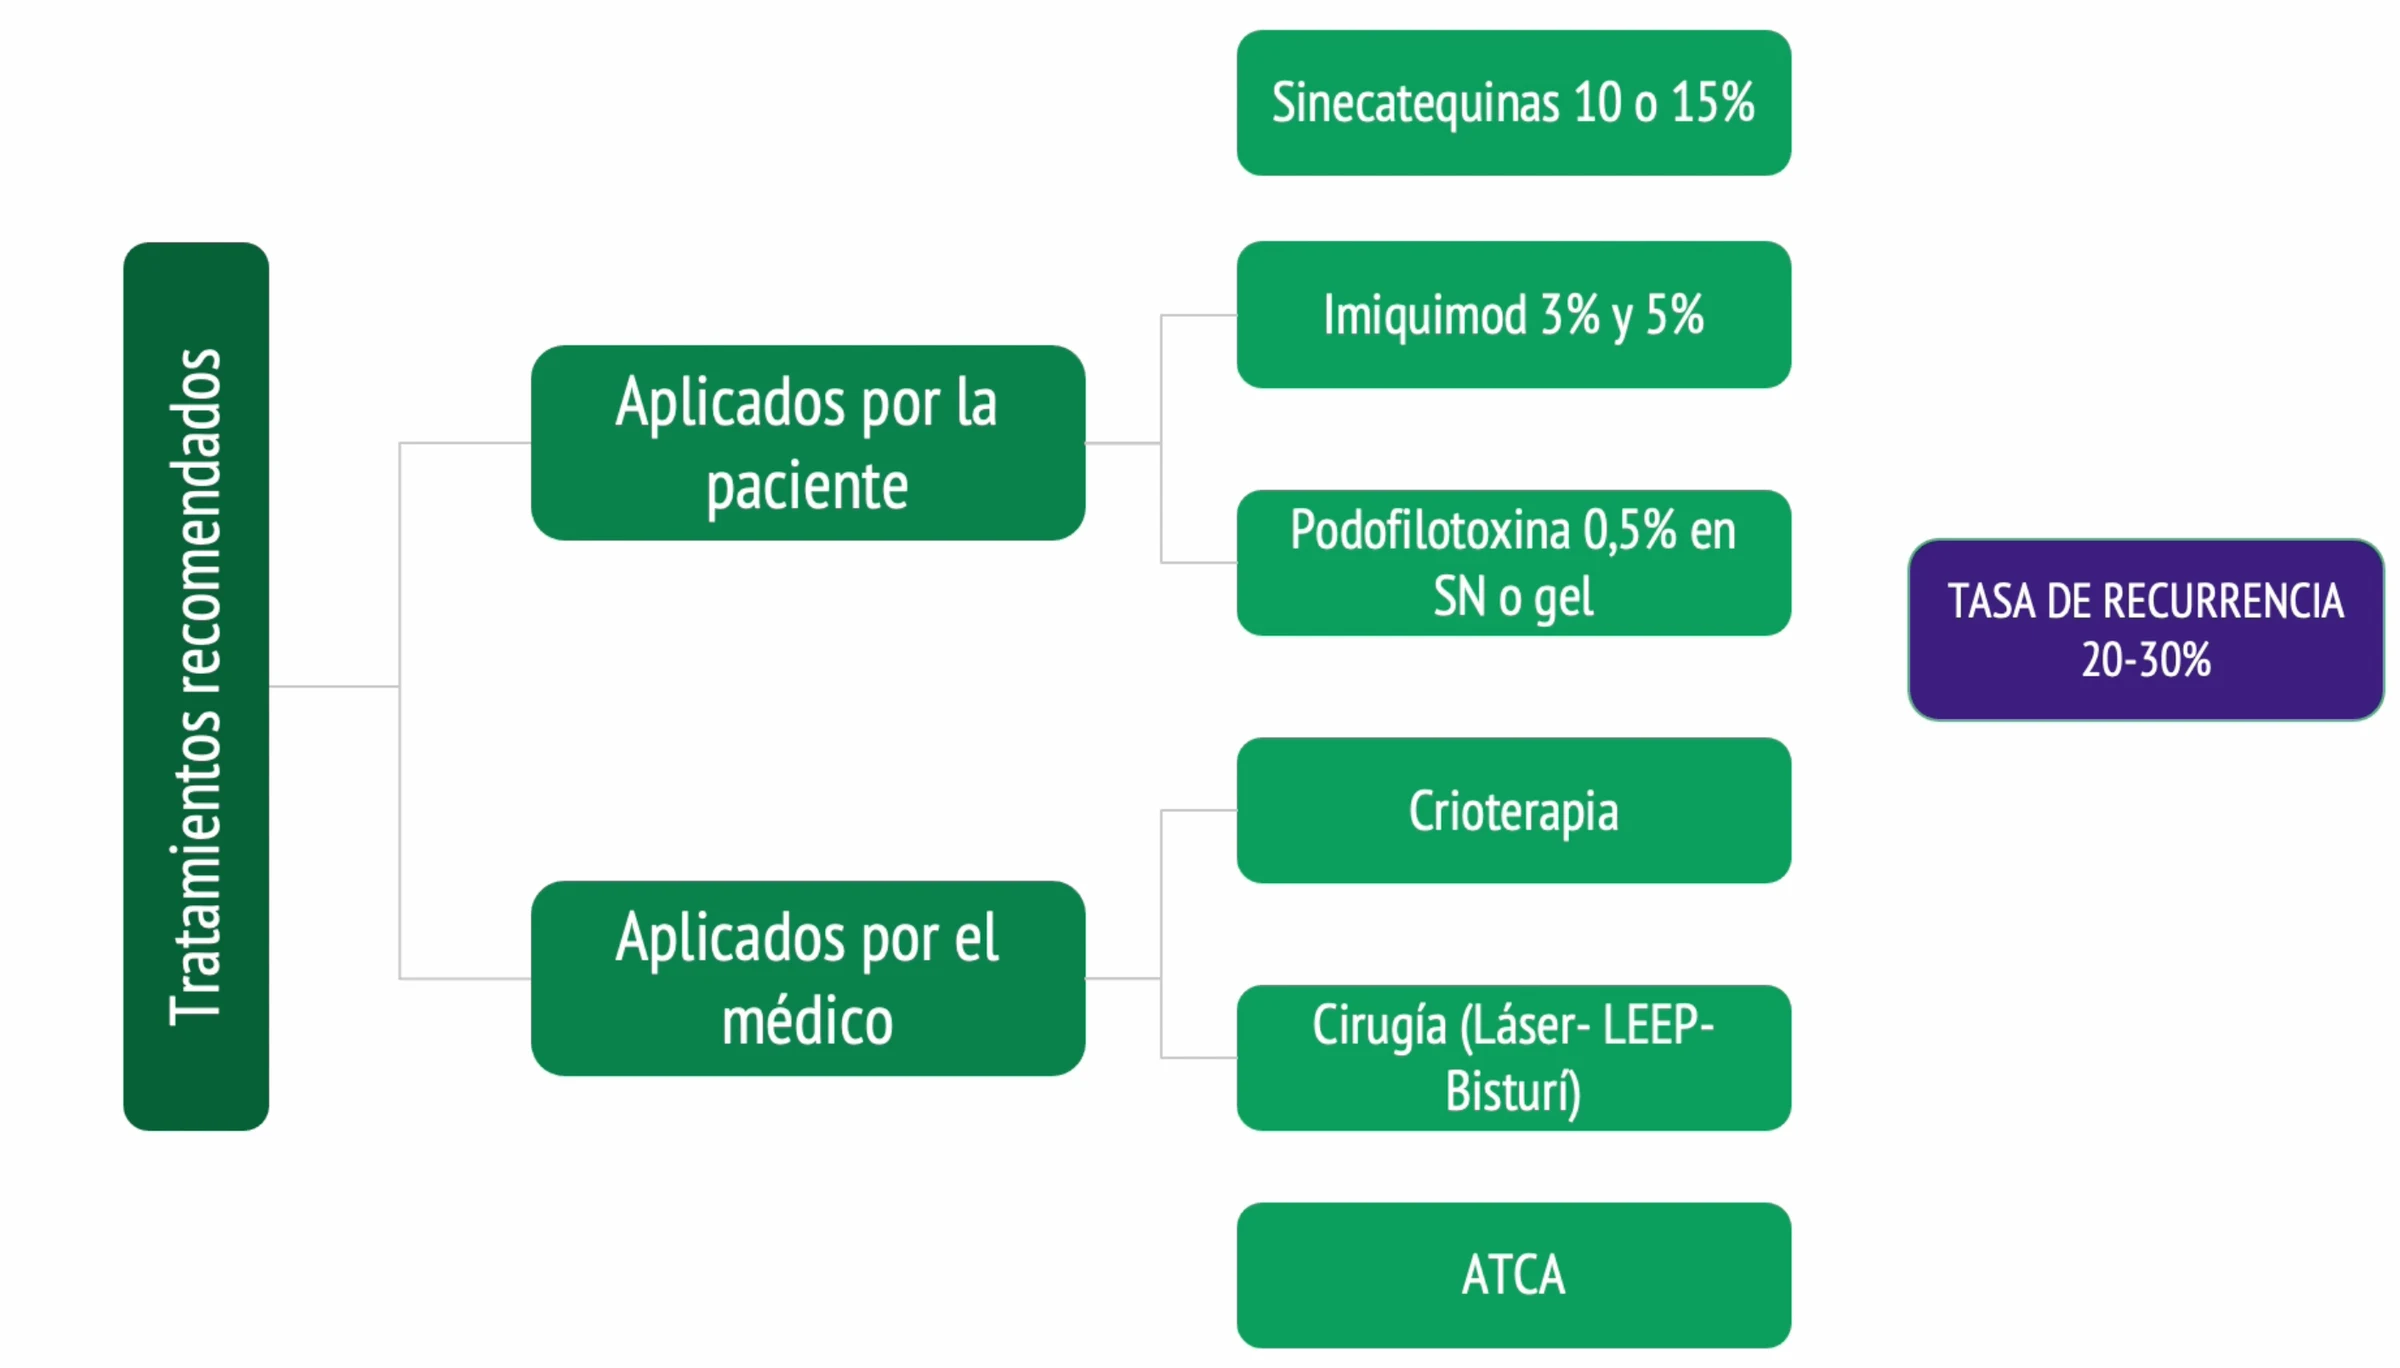 Tratamientos recomendados
Aplicados por la
paciente
Sinecatequinas 10 o 15%
Imiquimod 3% y 5%
Podofilotoxina 0,5% en
SN o gel
Aplicados por el
médico
Crioterapia
Cirugía (Láser- LEEP-
Bisturí)
ATCA
TASA DE RECURRENCIA
20-30%